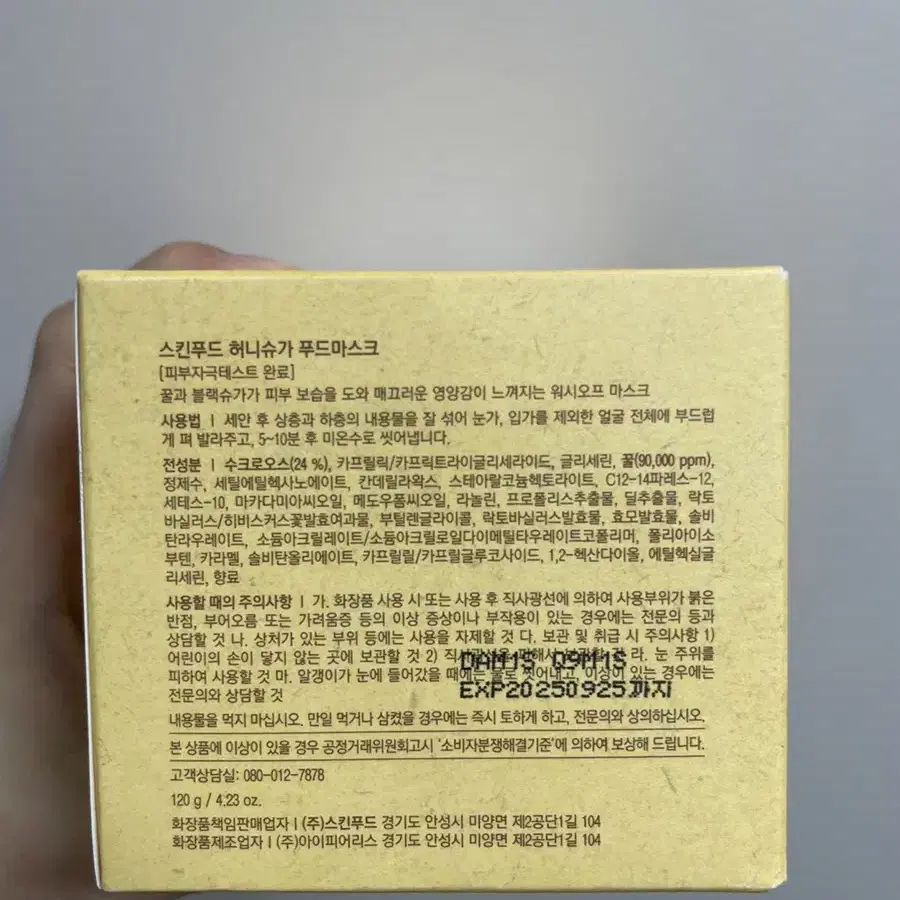 스킨푸드 허니슈가 푸드마스크
[피부자극테스트 완료]
꿀과 블랙슈가가 피부 보습을 도와 매끄러운 영양감이 느껴지는 워시오프 마스크
사용법 | 세안 후 상층과 하층의 내용물을 잘 섞어 눈가, 입가를 제외한 얼굴 전체에 부드럽
게 펴 발라주고, 5~10분 후 미온수로 씻어냅니다.
전성분 | 수크로오스(24 %), 카프릴릭/카프릭트라이글리세라이드, 글리세린, 꿀(90,000 ppm),
정제수, 세틸에틸헥사노에이트, 칸데릴라왁스, 스테아랄코늄헥토라이트, C12-14파레스-12,
세테스-10, 마카다미아씨오일, 메도우폼씨오일, 라놀린, 프로폴리스추출물, 딜추출물, 락토
바실러스/히비스커스꽃발효여과물, 부틸렌글라이콜, 락토바실러스발효물, 효모발효물, 솔비
탄라우레이트, 소듐아크릴레이트/소듐아크릴로일다이메틸타우레이트코폴리머, 폴리아이소
부텐, 카라멜, 솔비탄올리에이트, 카프릴릴/카프릴글루코사이드, 1,2-헥산다이올, 에틸헥실글
리세린, 향료
사용할 때의 주의사항 | 가. 화장품 사용 시 또는 사용 후 직사광선에 의하여 사용부위가 붉은
반점, 부어오름 또는 가려움증 등의 이상 증상이나 부작용이 있는 경우에는 전문의 등과
상담할 것 나. 상처가 있는 부위 등에는 사용을 자제할 것 다. 보관 및 취급 시 주의사항 1)
어린이의 손이 닿지 않는 곳에 보관할 것 2) 직사광선을 피해서 보관할 것 라. 눈 주위를
피하여 사용할 것 마. 알갱이가 눈에 들어갔을 때에는 물로 씻어내고, 이상이 있는 경우에는
전문의와 상담할 것
DAM1S Q9M1S
EXP20250925까지
내용물을 먹지 마십시오. 만일 먹거나 삼켰을 경우에는 즉시 토하게 하고, 전문의와 상의하십시오.
본 상품에 이상이 있을 경우 공정거래위원회고시 '소비자분쟁해결기준'에 의하여 보상해 드립니다.
고객상담실: 080-012-7878
120 g / 4.23 oz.
화장품책임판매업자 | (주)스킨푸드 경기도 안성시 미양면 제2공단1길 104
화장품제조업자 | (주)아이피어리스 경기도 안성시 미양면 제2공단1길 104